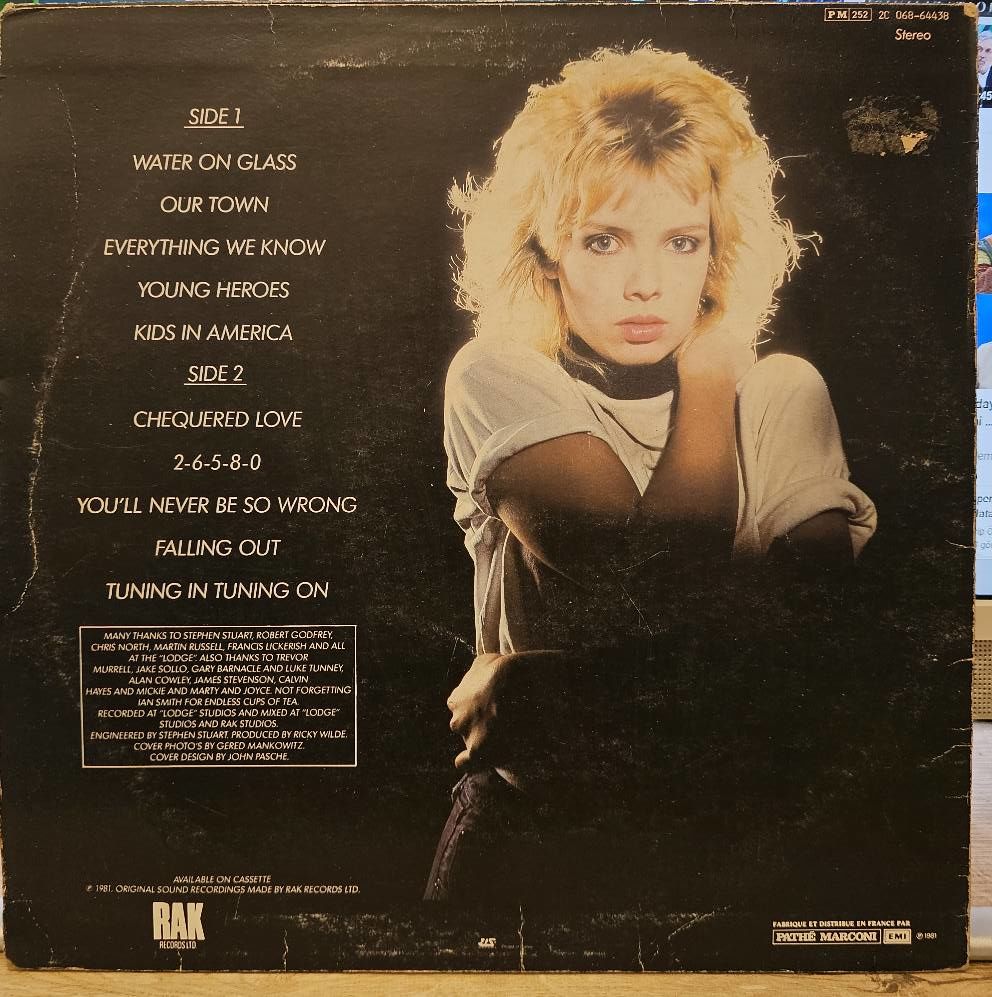 PM 252 2C 068-64438
Stereo
SIDE 1
WATER ON GLASS
OUR TOWN
EVERYTHING WE KNOW
YOUNG HEROES
KIDS IN AMERICA
SIDE 2
CHEQUERED LOVE
2-6-5-8-0
YOU'LL NEVER BE SO WRONG
FALLING OUT
TUNING IN TUNING ON
MANY THANKS TO STEPHEN STUART, ROBERT GODFREY,
CHRIS NORTH, MARTIN RUSSELL, FRANCIS LICKERISH AND ALL
AT THE "LODGE". ALSO THANKS TO TREVOR
MURRELL, JAKE SOLLO, GARY BARNACLE AND LUKE TUNNEY,
ALAN COWLEY, JAMES STEVENSON, CALVIN
HAYES AND MICKIE AND MARTY AND JOYCE. NOT FORGETTING
IAN SMITH FOR ENDLESS CUPS OF TEA.
RECORDED AT "LODGE" STUDIOS AND MIXED AT "LODGE"
STUDIOS AND RAK STUDIOS.
ENGINEERED BY STEPHEN STUART. PRODUCED BY RICKY WILDE.
COVER PHOTO'S BY GERED MANKOWITZ.
COVER DESIGN BY JOHN PASCHE.
AVAILABLE ON CASSETTE
℗ 1981. ORIGINAL SOUND RECORDINGS MADE BY RAK RECORDS LTD.
RAK
RECORDS LTD
FABRIQUE ET DISTRIBUE EN FRANCE PAR
PATHÉ MARCONI EMI ℗ 1981